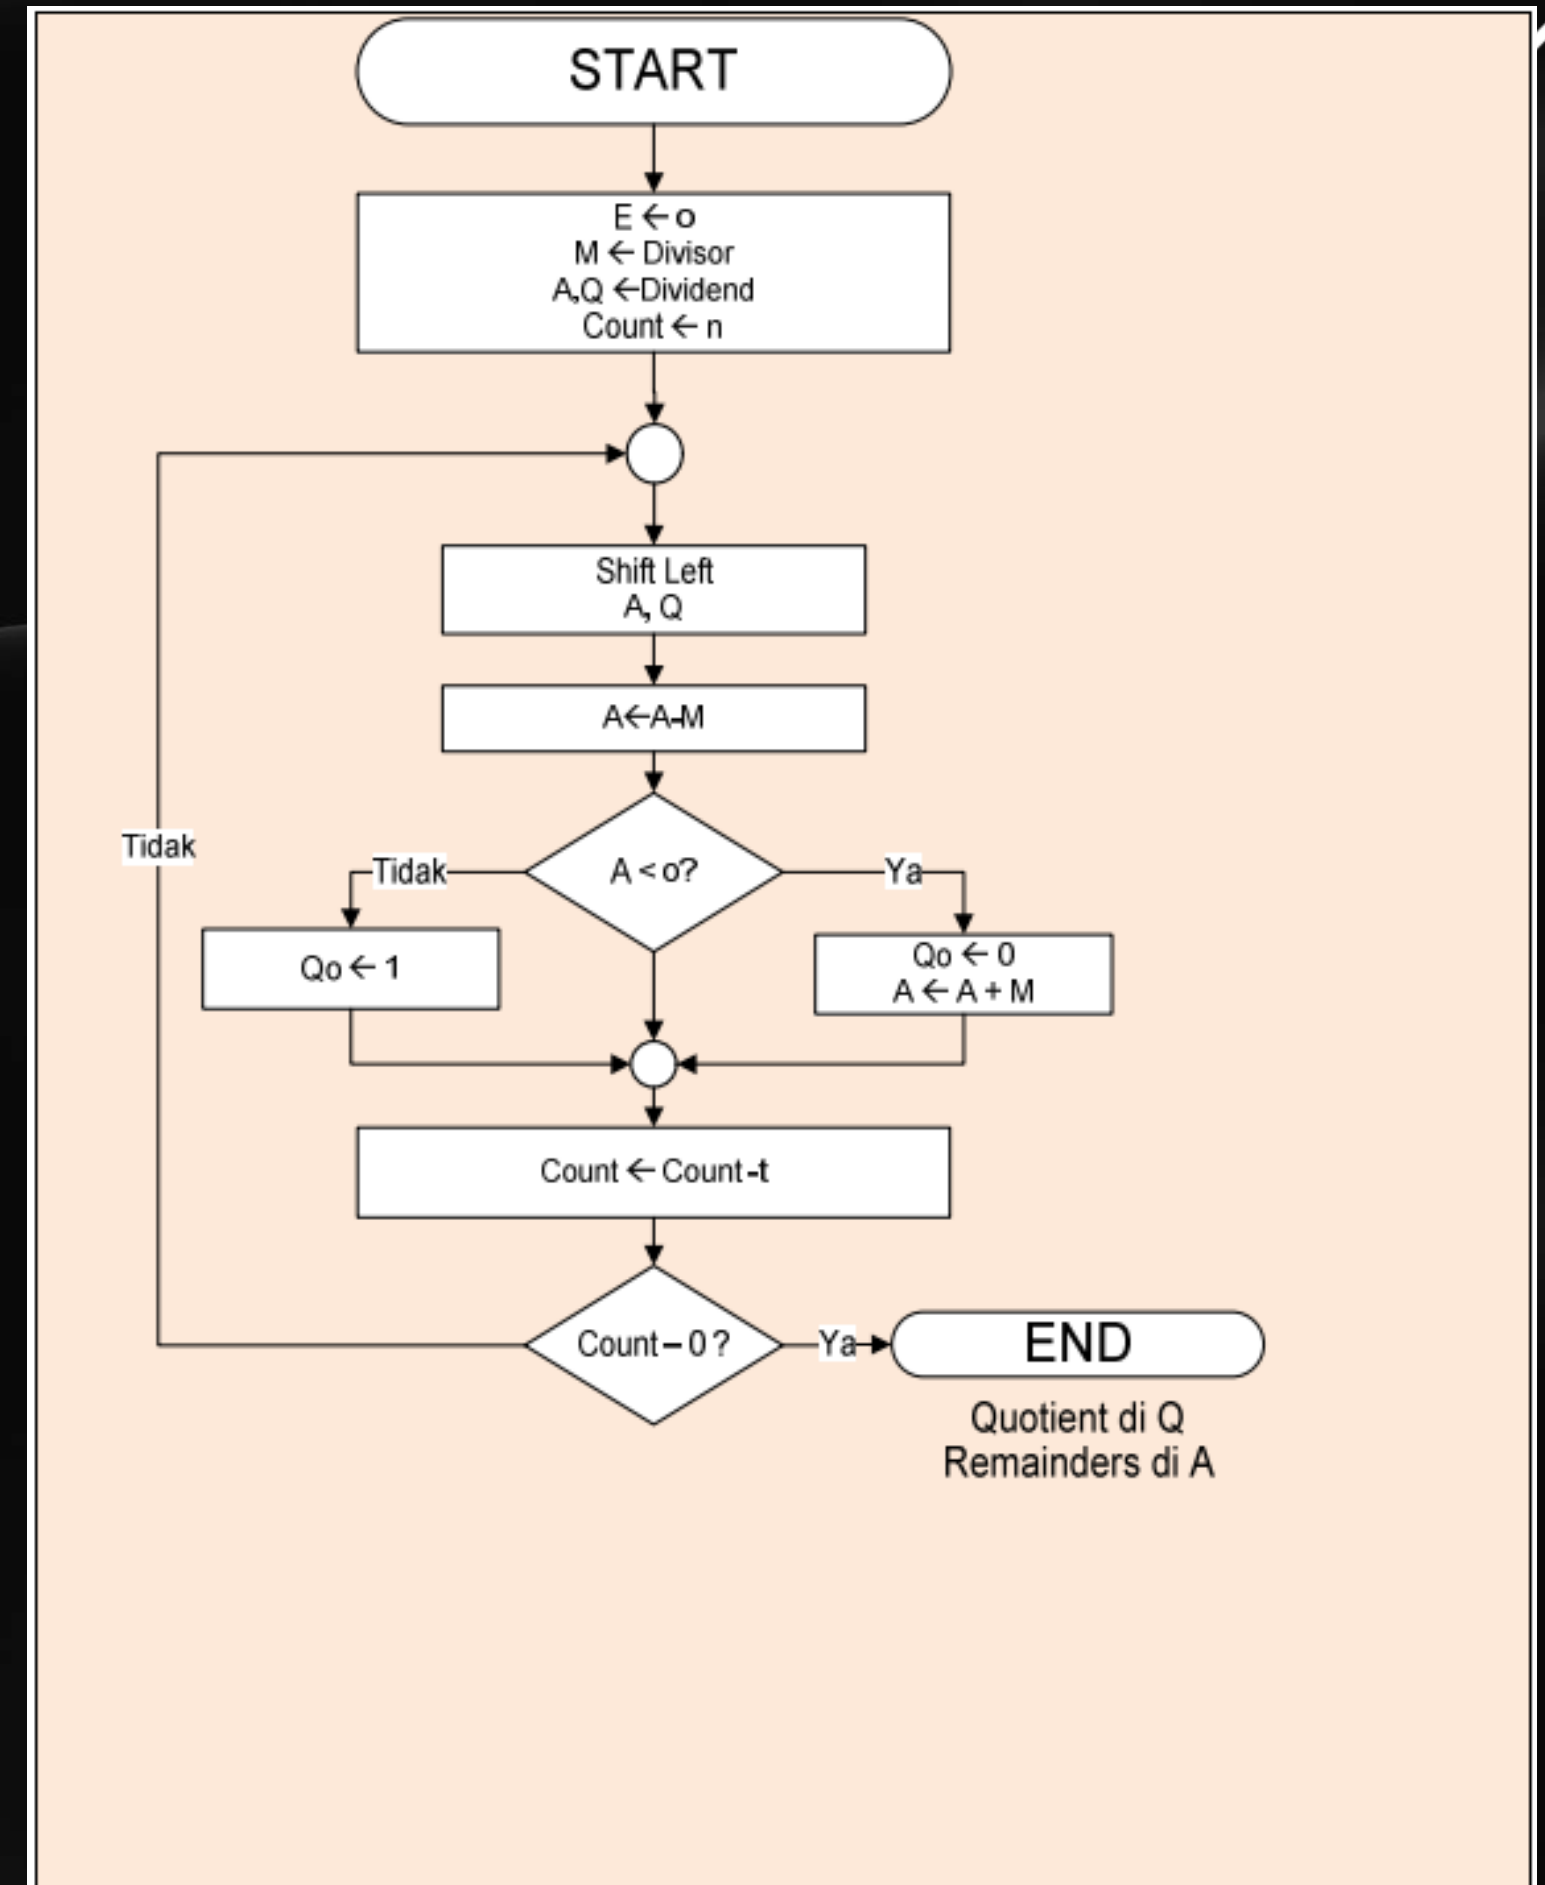 START
E ← o
M ← Divisor
A,Q ←Dividend
Count ← n
Shift Left
A, Q
A←A-M
Tidak
Tidak
A < o?
Ya
Qo ← 1
Qo ← 0
A ← A + M
Count ← Count -t
Count – 0 ?
Ya
END
Quotient di Q
Remainders di A